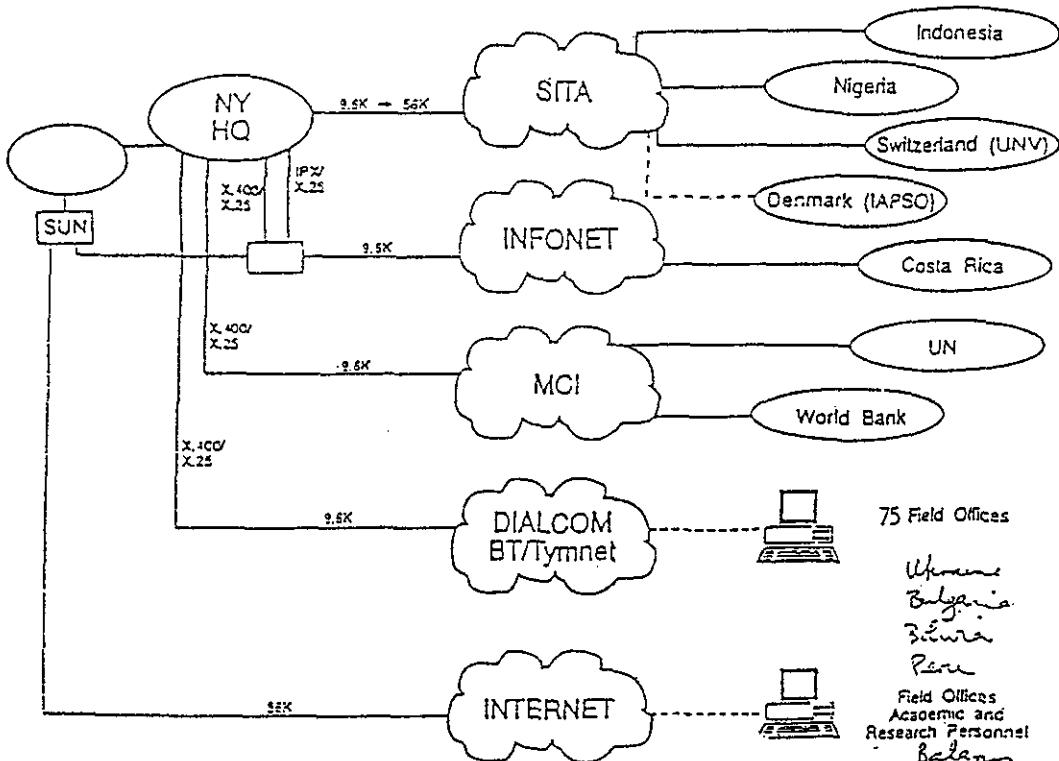 Indonesia
NY
HQ
SITA
9.6K → 56K
Nigeria
Switzerland (UNV)
X.400/
X.25
IPX/
X.25
Denmark (IAPSO)
SUN
INFONET
9.6K
Costa Rica
X.400/
X.25
UN
9.6K
MCI
World Bank
X.400/
X.25
9.6K
DIALCOM
BT/Tymnet
75 Field Offices
Bulgaria
Peru
56K
INTERNET
Field Offices
Academic and
Research Personnel